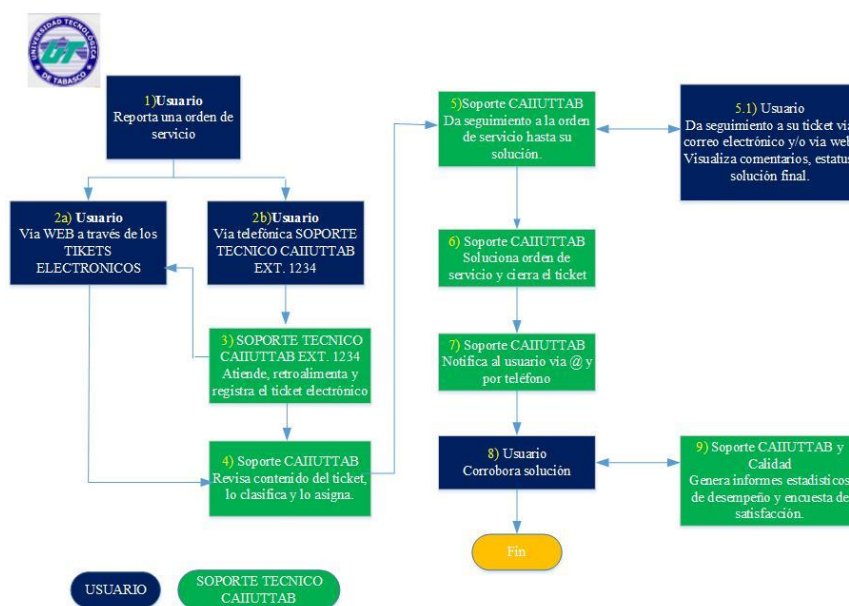 UNIVERSIDAD TECNOLÓGICA
UT
DE TABASCO
1)Usuario
Reporta una orden de
servicio
2a) Usuario
Vía WEB a través de los
TIKETS
ELECTRONICOS
2b)Usuario
Vía telefónica SOPORTE
TECNICO CAIIUTTAB
EXT. 1234
3) SOPORTE TECNICO
CAIIUTTAB EXT. 1234
Atiende, retroalimenta y
registra el ticket electrónico
4) Soporte CAIIUTTAB
Revisa contenido del ticket,
lo clasifica y lo asigna.
5)Soporte CAIIUTTAB
Da seguimiento a la orden
de servicio hasta su
solución.
5.1) Usuario
Da seguimiento a su ticket vía
correo electrónico y/o vía web.
Visualiza comentarios, estatus,
solución final.
6) Soporte CAIIUTTAB
Soluciona orden de
servicio y cierra el ticket
7) Soporte CAIIUTTAB
Notifica al usuario vía @ y
por teléfono
8) Usuario
Corrobora solución
9) Soporte CAIIUTTAB y
Calidad
Genera informes estadísticos
de desempeño y encuesta de
satisfacción.
Fin
USUARIO
SOPORTE TECNICO
CAIIUTTAB